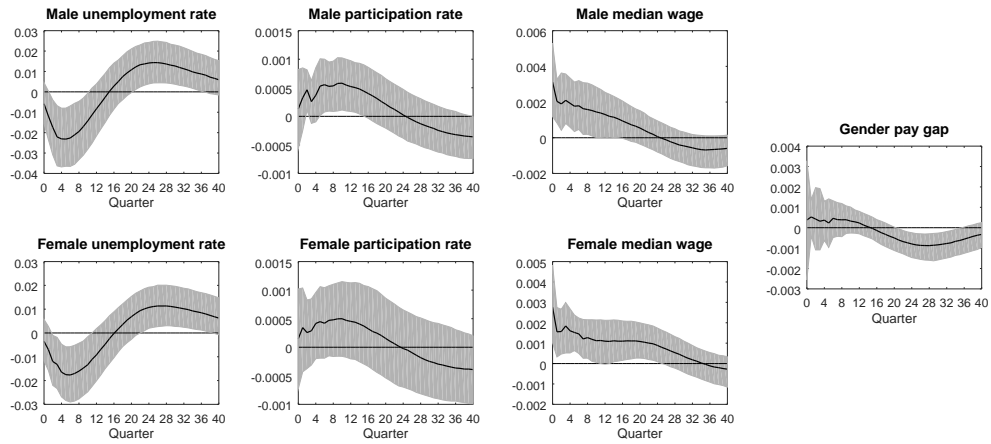 Male unemployment rate
0.03
0.02
0.01
0
-0.01
-0.02
-0.03
-0.04
0 4 8 12 16 20 24 28 32 36 40
Quarter
Male participation rate
0.0015
0.001
0.0005
0
-0.0005
-0.001
0 4 8 12 16 20 24 28 32 36 40
Quarter
Male median wage
0.006
0.004
0.002
0
-0.002
0 4 8 12 16 20 24 28 32 36 40
Quarter
Gender pay gap
0.004
0.003
0.002
0.001
0
-0.001
-0.002
-0.003
0 4 8 12 16 20 24 28 32 36 40
Quarter
Female unemployment rate
0.03
0.02
0.01
0
-0.01
-0.02
-0.03
0 4 8 12 16 20 24 28 32 36 40
Quarter
Female participation rate
0.0015
0.001
0.0005
0
-0.0005
-0.001
0 4 8 12 16 20 24 28 32 36 40
Quarter
Female median wage
0.005
0.004
0.003
0.002
0.001
0
-0.001
-0.002
0 4 8 12 16 20 24 28 32 36 40
Quarter